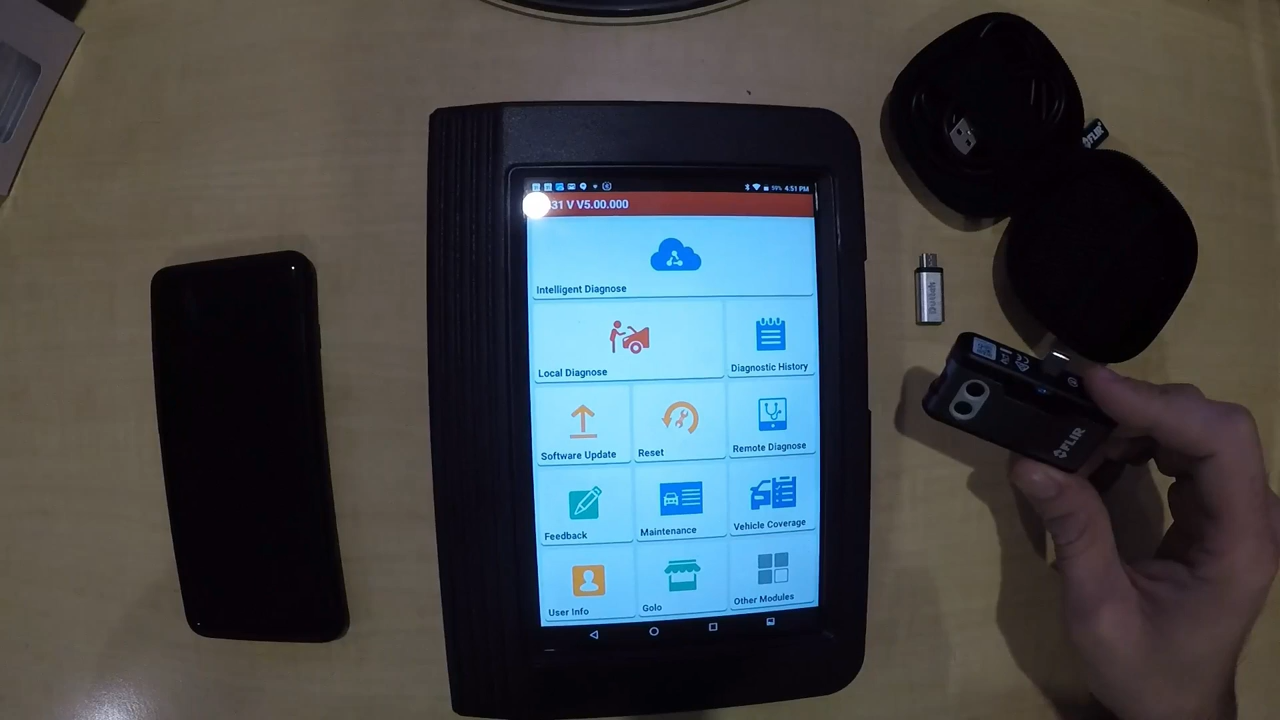 59% 4:51 PM
31 V V5.00.000
Intelligent Diagnose
Local Diagnose
Diagnostic History
Software Update
Reset
Remote Diagnose
Feedback
Maintenance
Vehicle Coverage
User Info
Golo
Other Modules
FLIR
FLIR